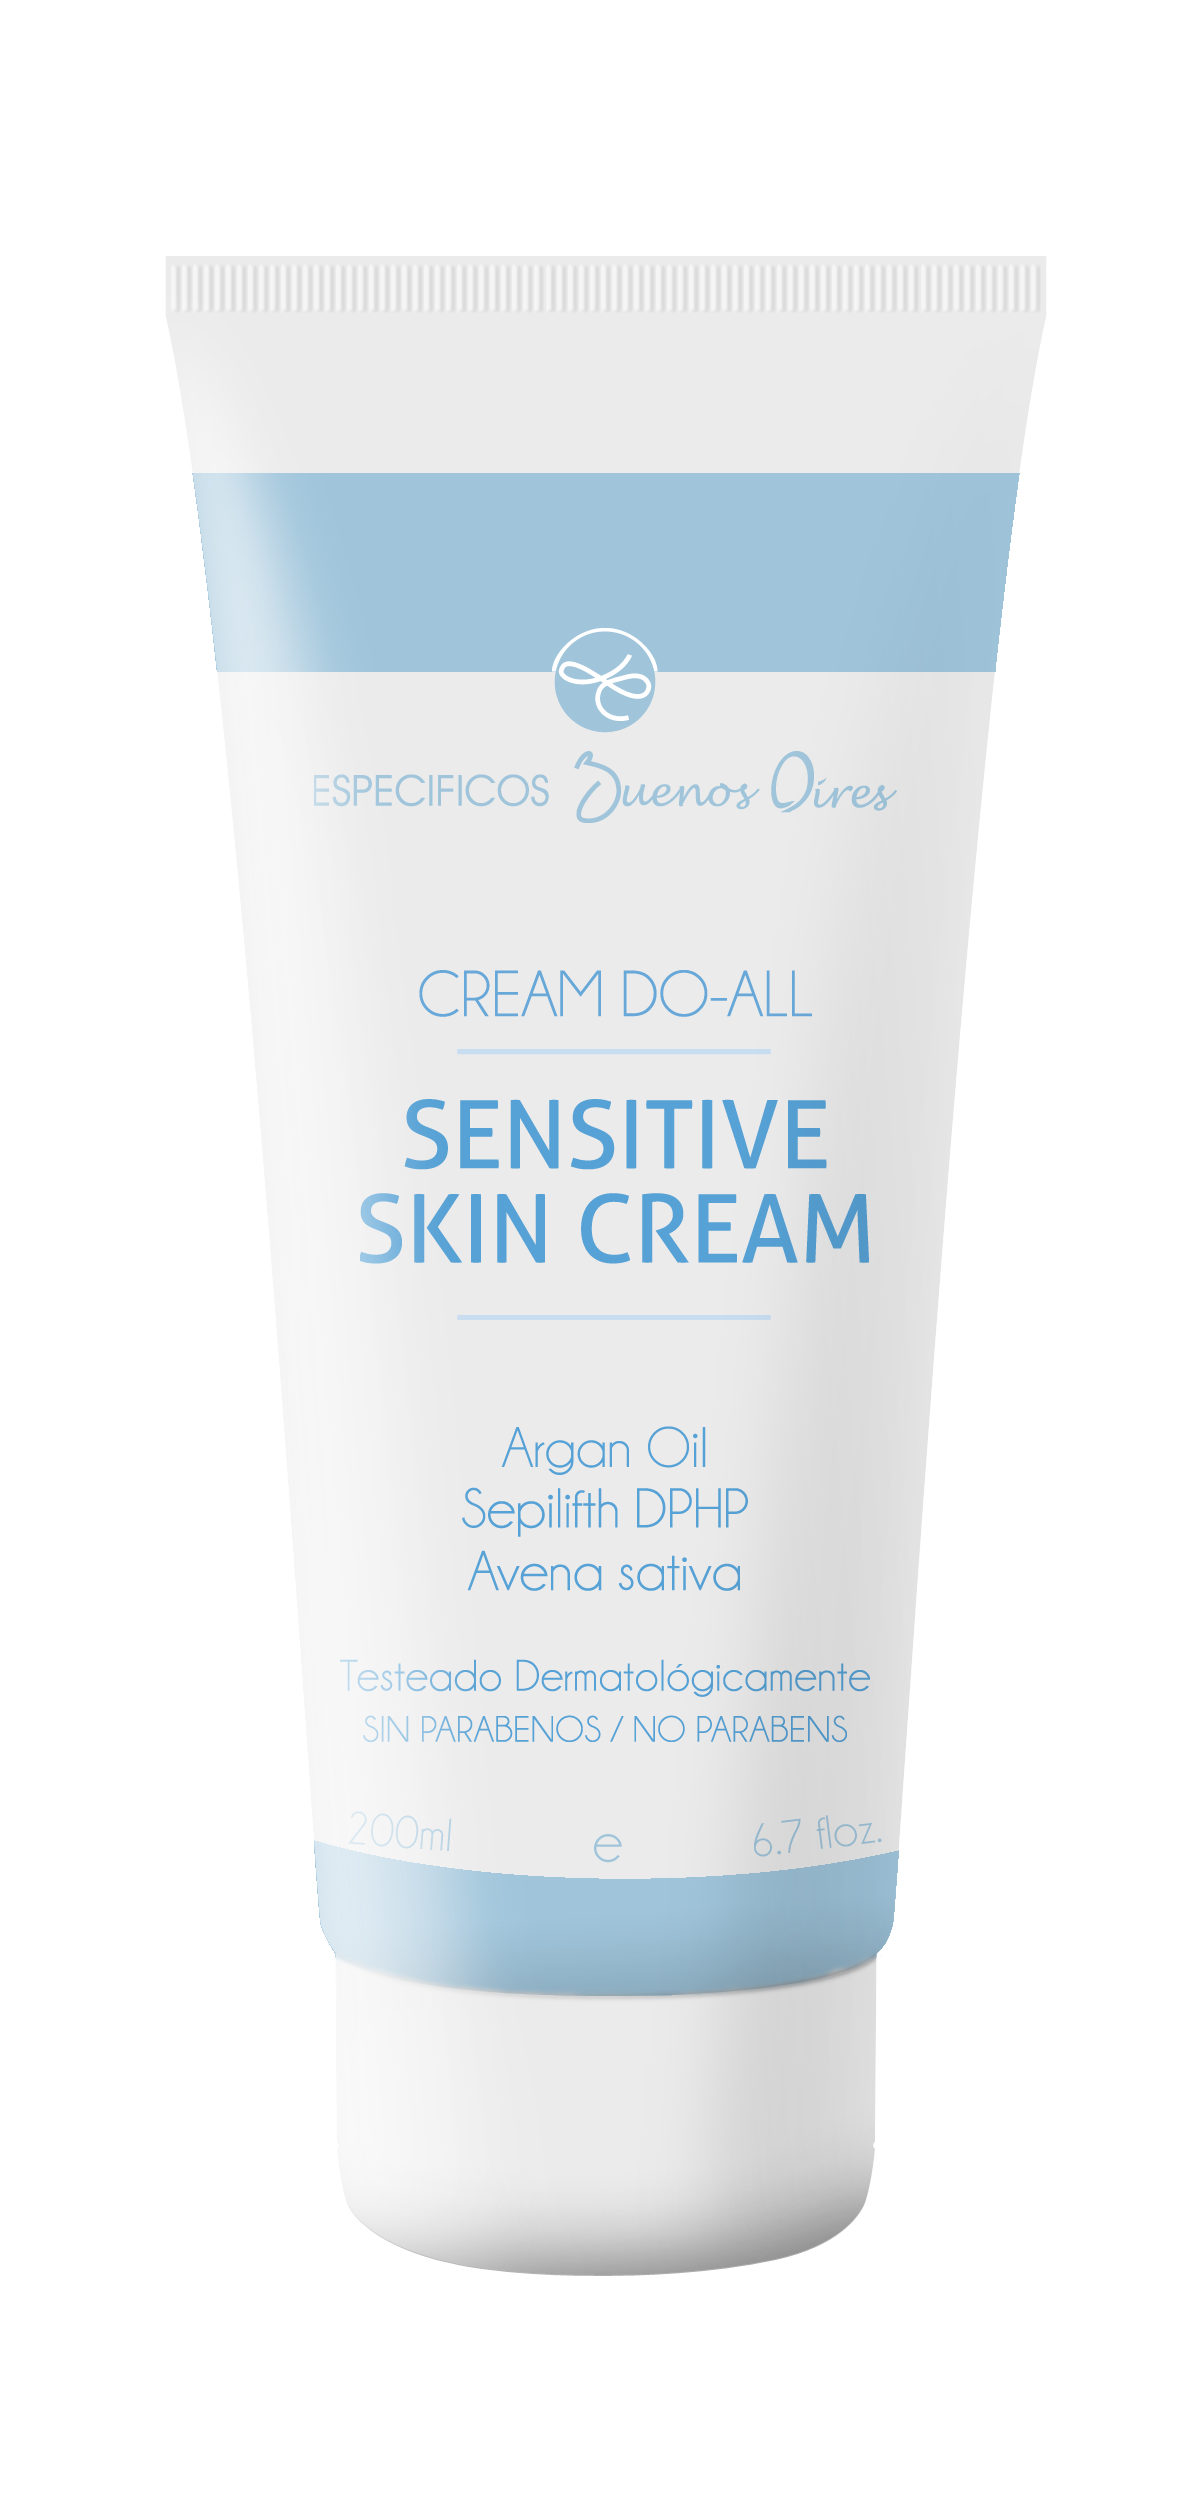 ESPECIFICOS Buenos Aires
CREAM DO-ALL
SENSITIVE
SKIN CREAM
Argan Oil
Sepilifth DPHP
Avena sativa
Testeado Dermatológicamente
SIN PARABENOS / NO PARABENS
200ml e 6.7 floz.